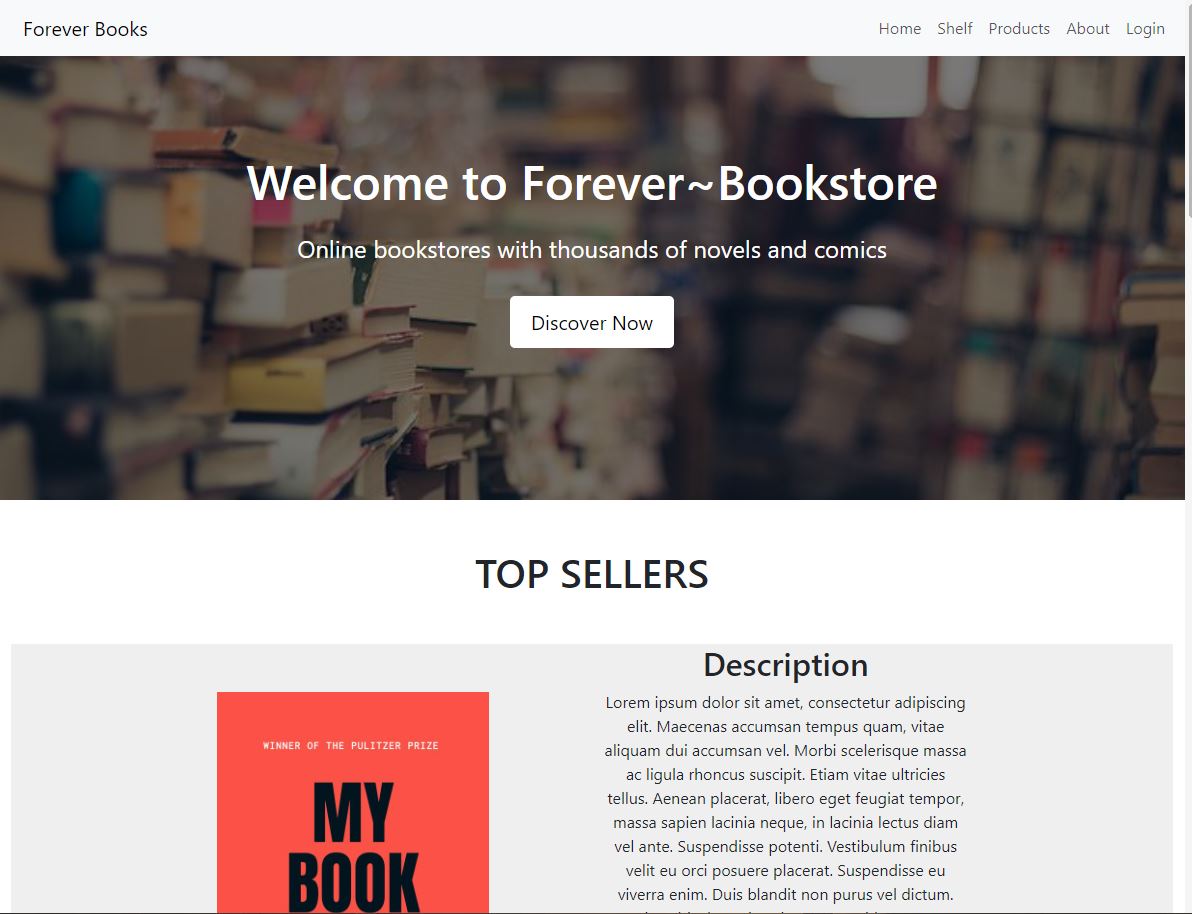 Forever Books
Home Shelf Products About Login
Welcome to Forever~Bookstore
Online bookstores with thousands of novels and comics
Discover Now
TOP SELLERS
WINNER OF THE PULITZER PRIZE
MY
BOOK
Description
Lorem ipsum dolor sit amet, consectetur adipiscing
elit. Maecenas accumsan tempus quam, vitae
aliquam dui accumsan vel. Morbi scelerisque massa
ac ligula rhoncus suscipit. Etiam vitae ultricies
tellus. Aenean placerat, libero eget feugiat tempor,
massa sapien lacinia neque, in lacinia lectus diam
vel ante. Suspendisse potenti. Vestibulum finibus
velit eu orci posuere placerat. Suspendisse eu
viverra enim. Duis blandit non purus vel dictum.